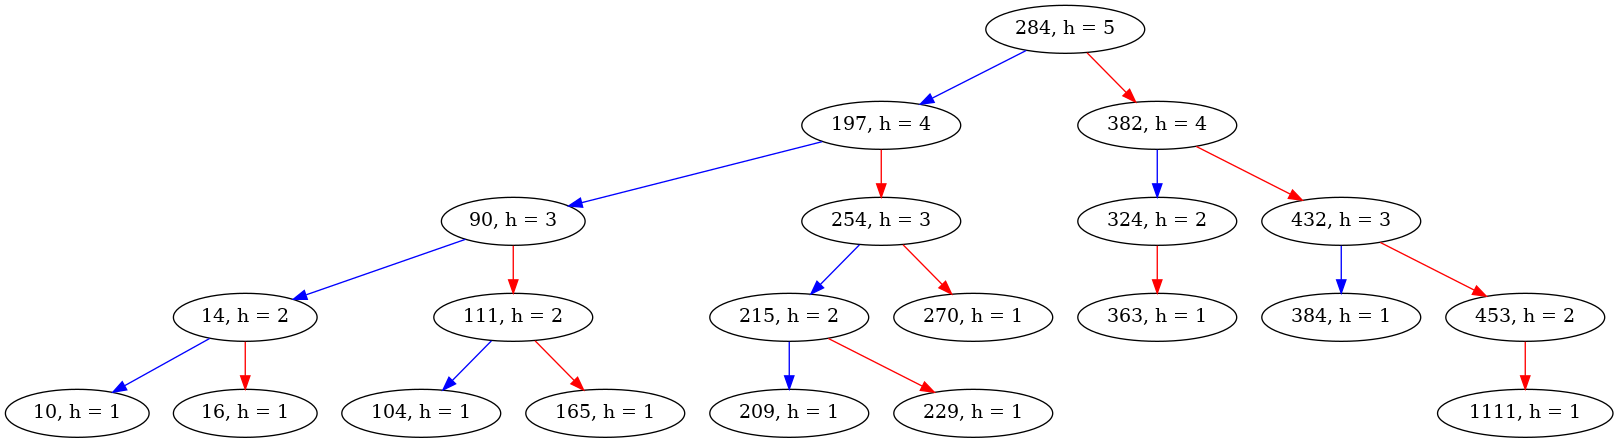 284, h = 5
197, h = 4
382, h = 4
90, h = 3
254, h = 3
324, h = 2
432, h = 3
14, h = 2
111, h = 2
215, h = 2
270, h = 1
363, h = 1
384, h = 1
453, h = 2
10, h = 1
16, h = 1
104, h = 1
165, h = 1
209, h = 1
229, h = 1
1111, h = 1